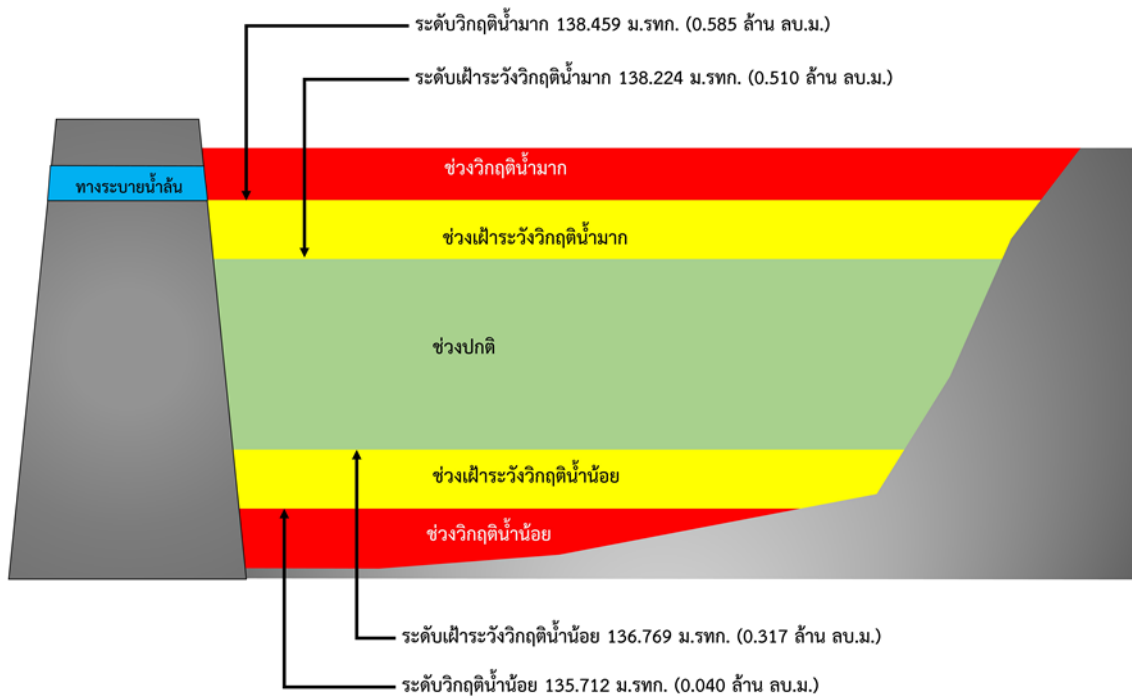 ระดับวิกฤติน้ำมาก 138.459 ม.รทก. (0.585 ล้าน ลบ.ม.)
ระดับเฝ้าระวังวิกฤติน้ำมาก 138.224 ม.รทก. (0.510 ล้าน ลบ.ม.)
ช่วงวิกฤติน้ำมาก
ทางระบายน้ำล้น
ช่วงเฝ้าระวังวิกฤติน้ำมาก
ช่วงปกติ
ช่วงเฝ้าระวังวิกฤติน้ำน้อย
ช่วงวิกฤติน้ำน้อย
ระดับเฝ้าระวังวิกฤติน้ำน้อย 136.769 ม.รทก. (0.317 ล้าน ลบ.ม.)
ระดับวิกฤติน้ำน้อย 135.712 ม.รทก. (0.040 ล้าน ลบ.ม.)